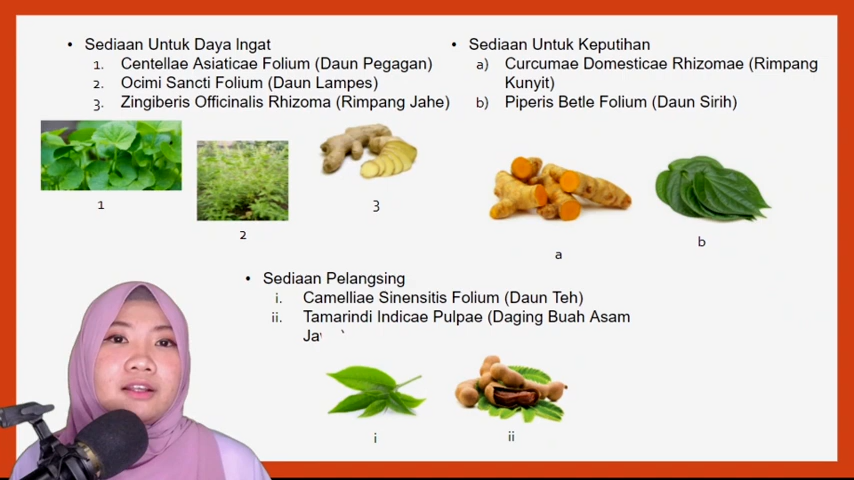 • Sediaan Untuk Daya Ingat
1. Centellae Asiaticae Folium (Daun Pegagan)
2. Ocimi Sancti Folium (Daun Lampes)
3. Zingiberis Officinalis Rhizoma (Rimpang Jahe)
1
2
3
• Sediaan Untuk Keputihan
a) Curcumae Domesticae Rhizomae (Rimpang
Kunyit)
b) Piperis Betle Folium (Daun Sirih)
a
b
• Sediaan Pelangsing
i. Camelliae Sinensitis Folium (Daun Teh)
ii. Tamarindi Indicae Pulpae (Daging Buah Asam
i
ii